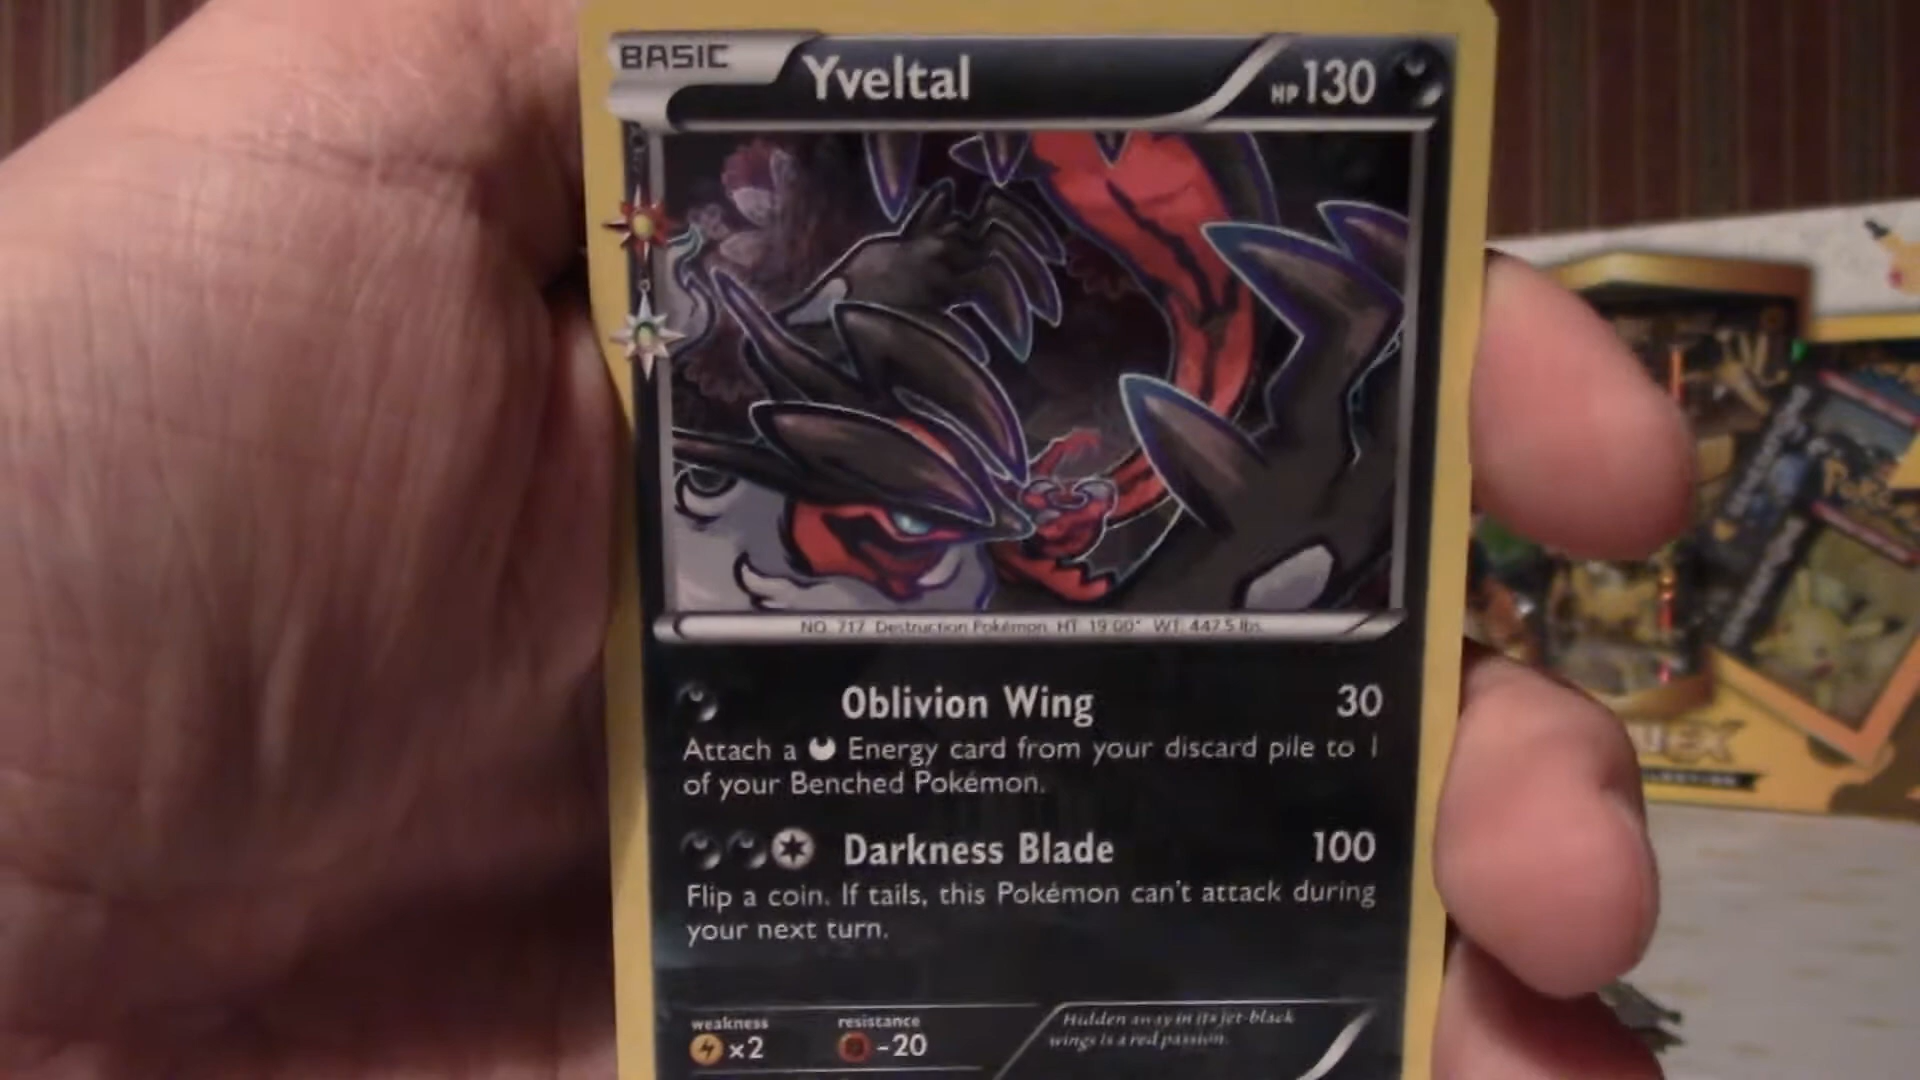 BASIC
Yveltal
HP 130
NO. 717 Destruction Pokémon HT: 19'00" WT: 447.5 lbs.
Oblivion Wing 30
Attach a Energy card from your discard pile to 1
of your Benched Pokémon.
Darkness Blade 100
Flip a coin. If tails, this Pokémon can't attack during
your next turn.
weakness
×2
resistance
-20
Hidden away in its jet-black
wings is a red passion.